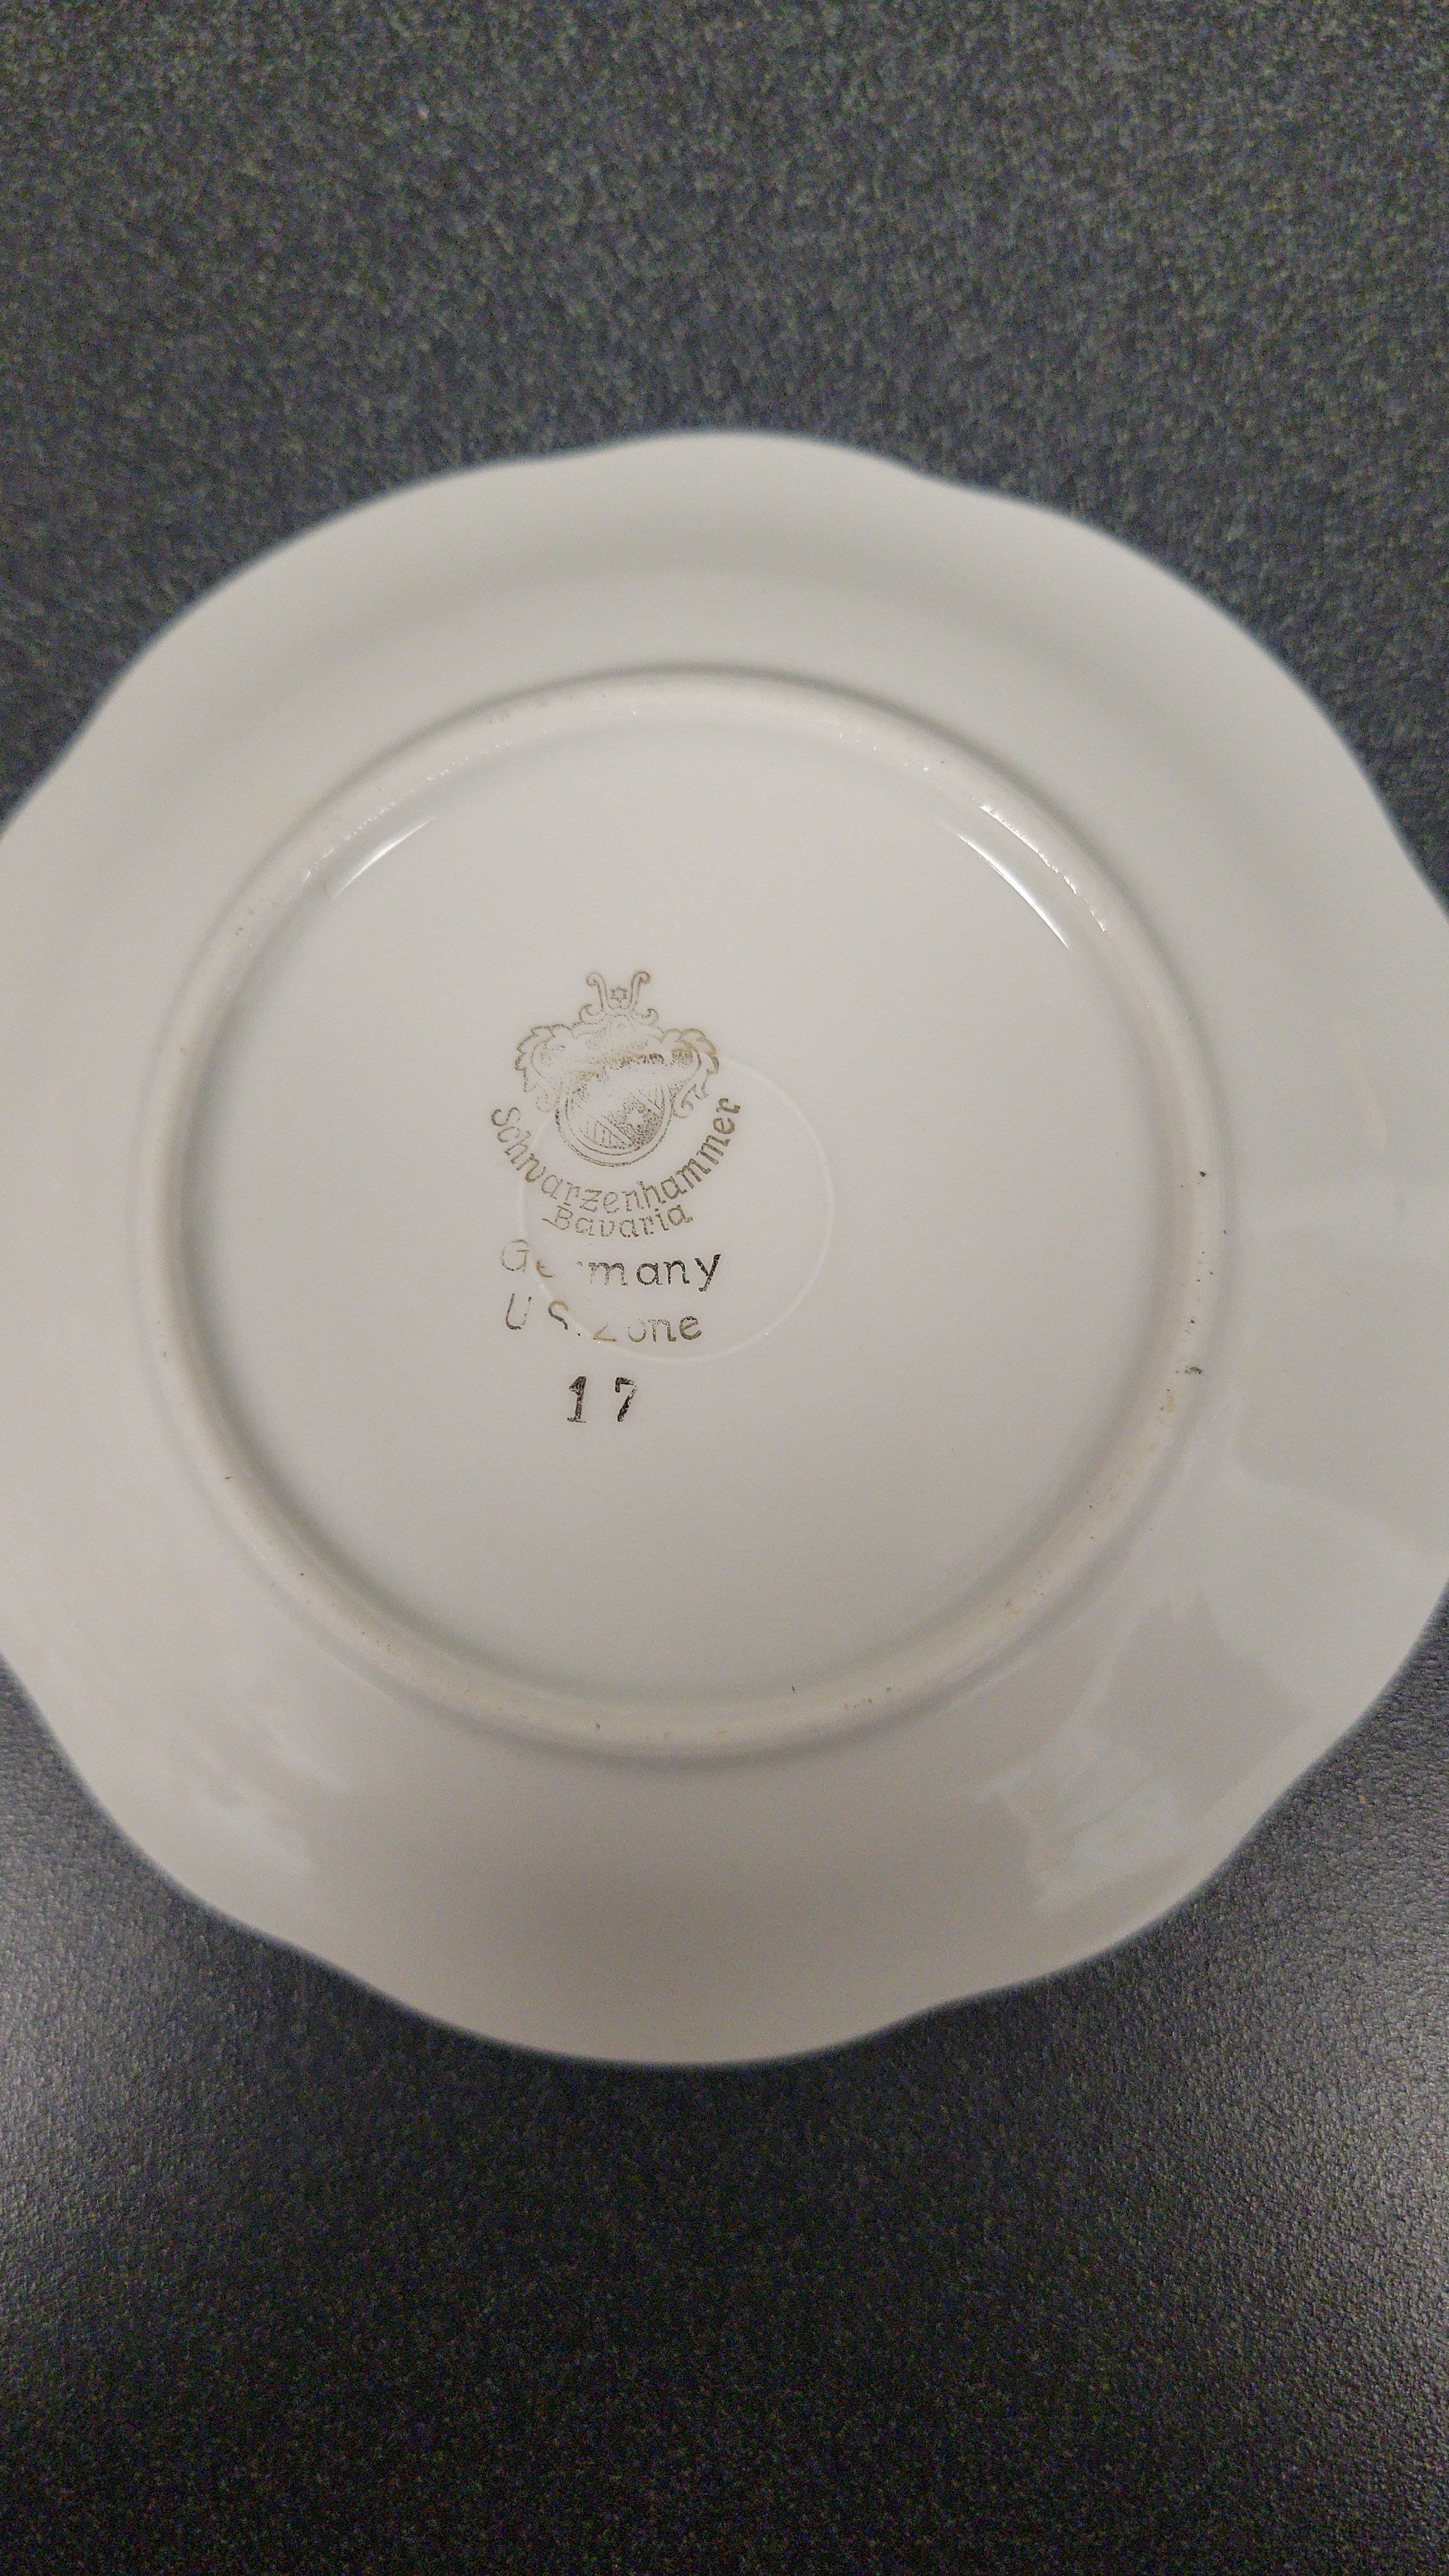 Schwarzenhammer
Bavaria
Germany
U.S. Zone
17